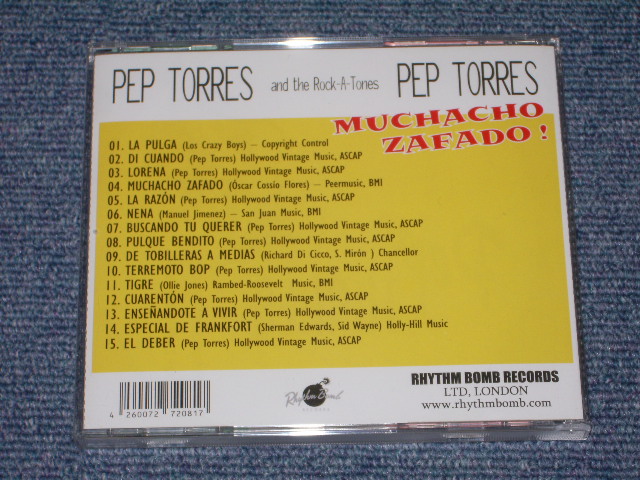 PEP TORRES and the Rock-A-Tones PEP TORRES
MUCHACHO
ZAFADO!
01. LA PULGA (Los Crazy Boys) – Copyright Control
02. DI CUANDO (Pep Torres) Hollywood Vintage Music, ASCAP
03. LORENA (Pep Torres) Hollywood Vintage Music, ASCAP
04. MUCHACHO ZAFADO (Óscar Cossío Flores) – Peermusic, BMI
05. LA RAZÓN (Pep Torres) Hollywood Vintage Music, ASCAP
06. NENA (Manuel Jimenez) – San Juan Music, BMI
07. BUSCANDO TU QUERER (Pep Torres) Hollywood Vintage Music, ASCAP
08. PULQUE BENDITO (Pep Torres) Hollywood Vintage Music, ASCAP
09. DE TOBILLERAS A MEDIAS (Richard Di Cicco, S. Mirón ) Chancellor
10. TERREMOTO BOP (Pep Torres) Hollywood Vintage Music, ASCAP
11. TIGRE (Ollie Jones) Rambed-Roosevelt Music, BMI
12. CUARENTÓN (Pep Torres) Hollywood Vintage Music, ASCAP
13. ENSEÑANDOTE A VIVIR (Pep Torres) Hollywood Vintage Music, ASCAP
14. ESPECIAL DE FRANKFORT (Sherman Edwards, Sid Wayne) Holly-Hill Music
15. EL DEBER (Pep Torres) Hollywood Vintage Music, ASCAP
4 260072 720817
Rhythm Bomb
RECORDS
RHYTHM BOMB RECORDS
LTD, LONDON
www.rhythmbomb.com